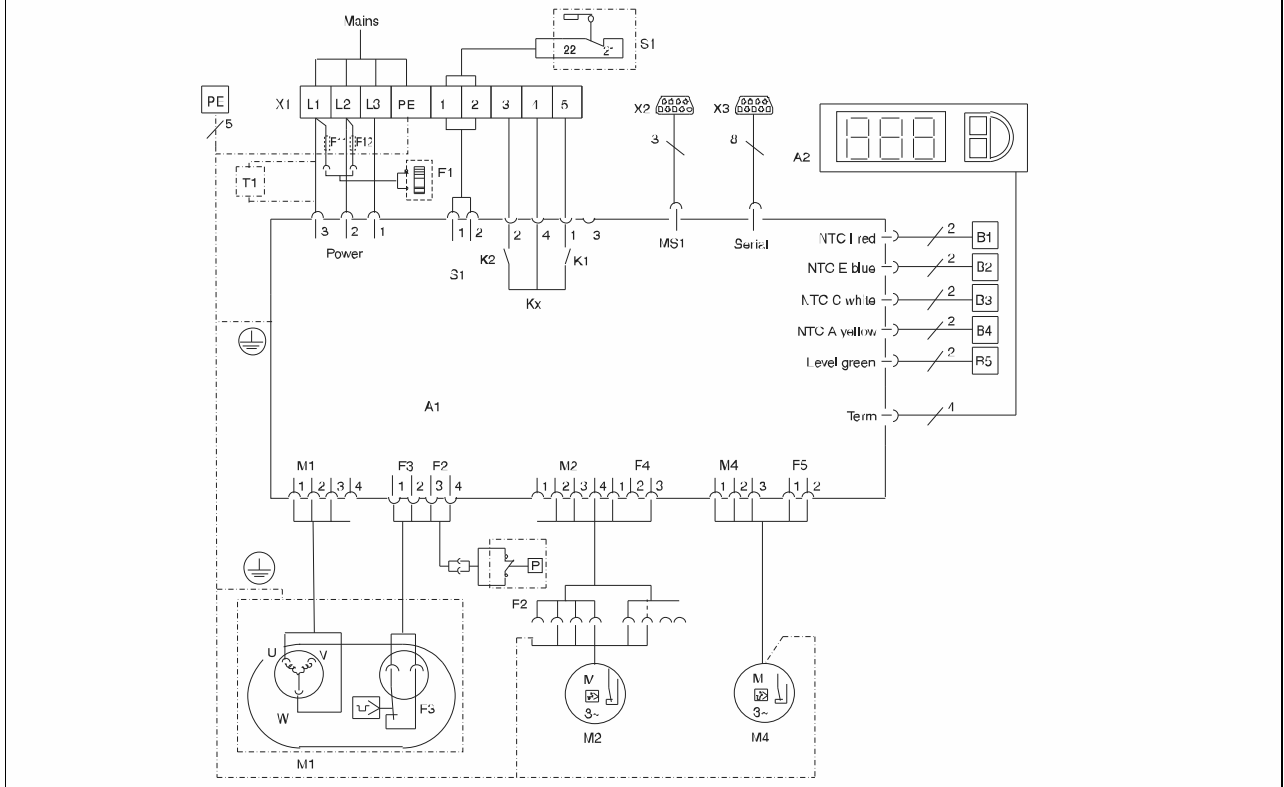 Mains
22 21 S1
PE X1 L1 L2 L3 PE 1 2 3 4 5 X2 X3
5 F12 3 8 A2
T1 F1
3 2 1 1 2 2 4 1 3 MS1 Serial
Power S1 K2 K1
Kx
NTC I red 2 B1
NTC E blue 2 B2
NTC C white 2 B3
NTC A yellow 2 B4
Level green 2 B5
A1 Term 4
M1 F3 F2 M2 F4 M4 F5
1 2 3 4 1 2 3 4 1 2 3 4 1 2 3 1 2 3 1 2
P
F2
U V M M
W F3 3~ 3~
M2 M4
M1